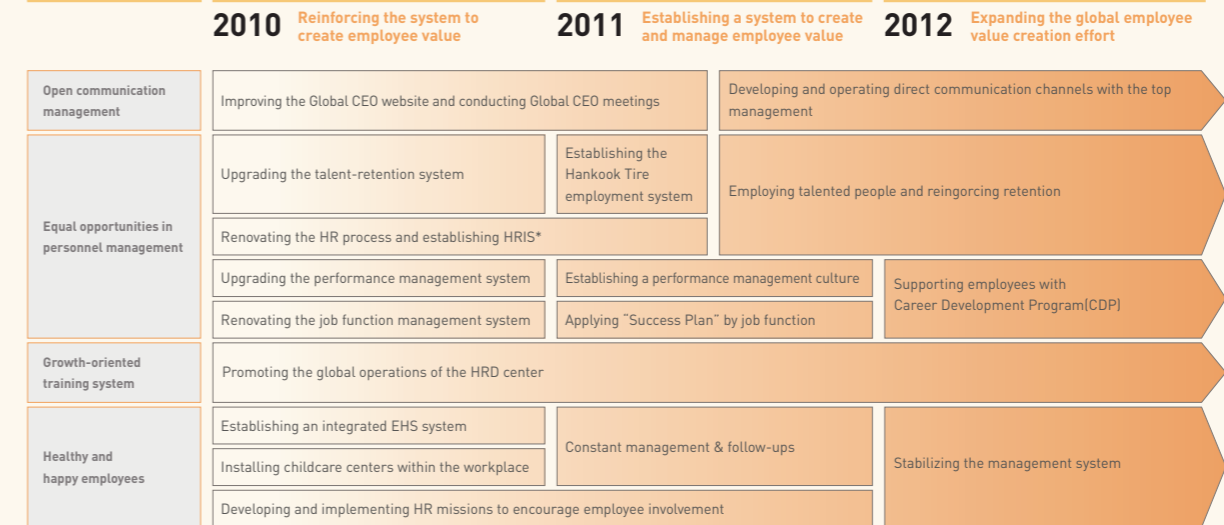 2010 Reinforcing the system to
create employee value
2011 Establishing a system to create
and manage employee value
2012 Expanding the global employee
value creation effort
Open communication
management
Improving the Global CEO website and conducting Global CEO meetings
Developing and operating direct communication channels with the top
management
Equal opportunities in
personnel management
Upgrading the talent-retention system
Establishing the
Hankook Tire
employment system
Employing talented people and reingorcing retention
Renovating the HR process and establishing HRIS*
Upgrading the performance management system
Establishing a performance management culture
Supporting employees with
Career Development Program(CDP)
Renovating the job function management system
Applying "Success Plan" by job function
Growth-oriented
training system
Promoting the global operations of the HRD center
Healthy and
happy employees
Establishing an integrated EHS system
Constant management & follow-ups
Stabilizing the management system
Installing childcare centers within the workplace
Developing and implementing HR missions to encourage employee involvement